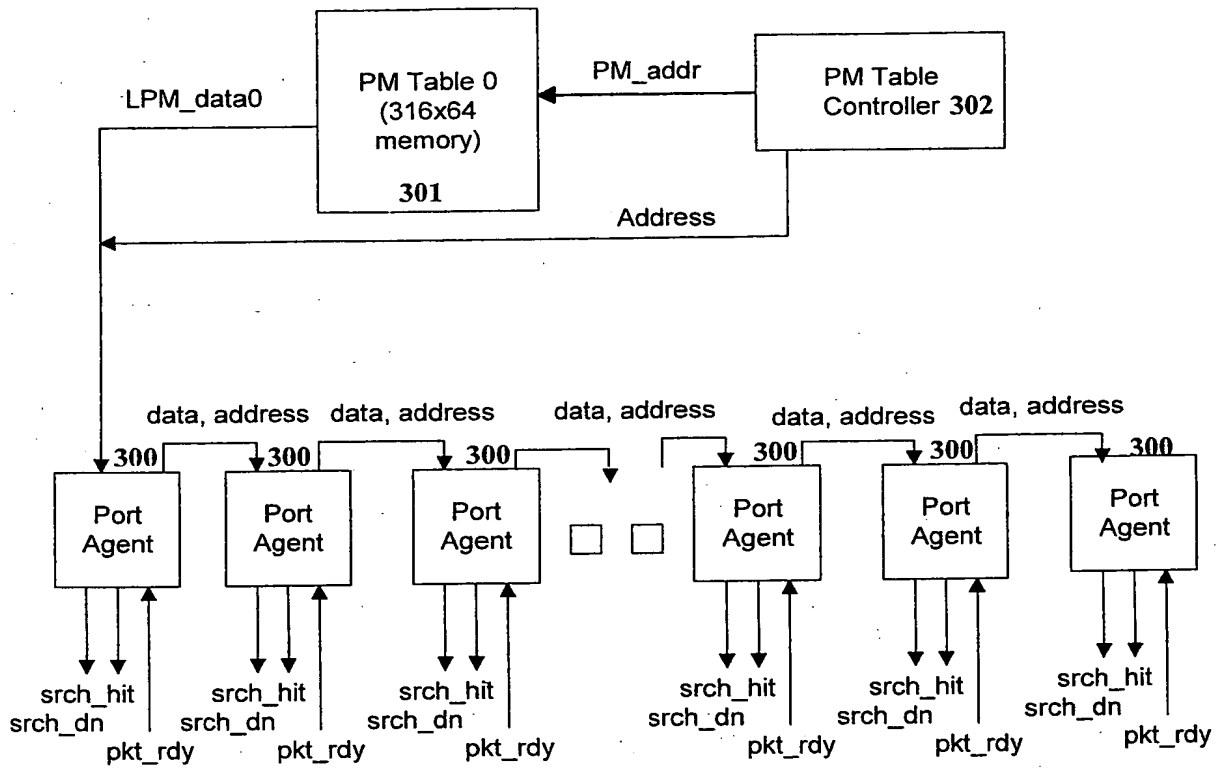 LPM_data0
PM Table 0
(316x64
memory)
301
PM_addr
PM Table
Controller 302
Address
data, address
data, address
data, address
data, address
data, address
300
300
300
300
300
300
Port
Agent
Port
Agent
Port
Agent
Port
Agent
Port
Agent
Port
Agent
srch_hit
srch_dn
pkt_rdy
srch_hit
srch_dn
pkt_rdy
srch_hit
srch_dn
pkt_rdy
srch_hit
srch_dn
pkt_rdy
srch_hit
srch_dn
pkt_rdy
srch_hit
srch_dn
pkt_rdy